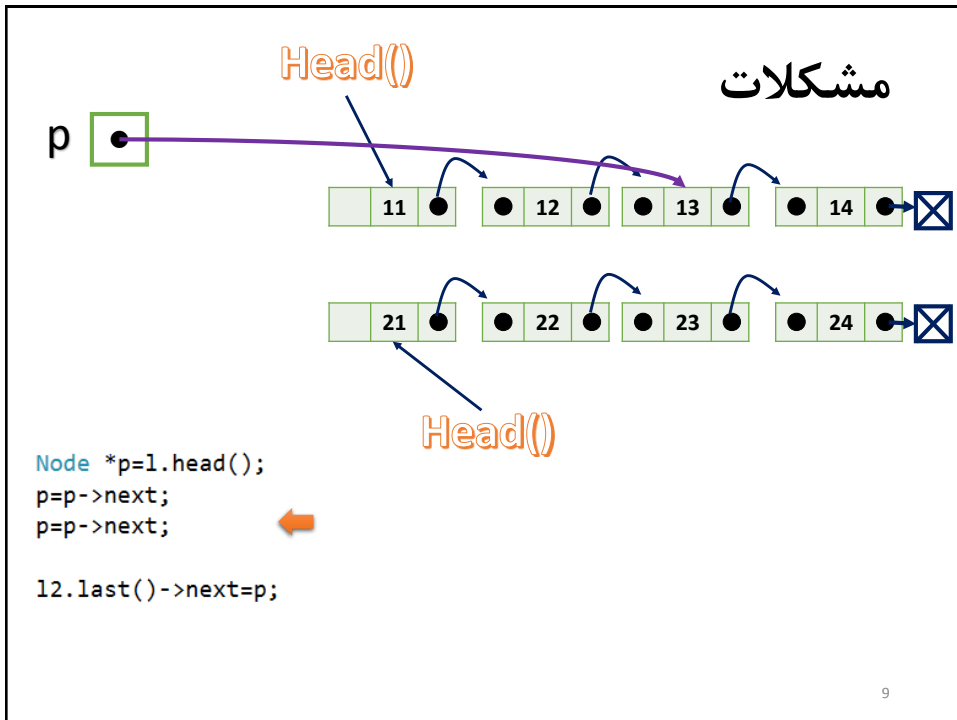 مشکلات
Head()
p
11 12 13 14
21 22 23 24
Head()
Node *p=l.head();
p=p->next;
p=p->next;
l2.last()->next=p;
9